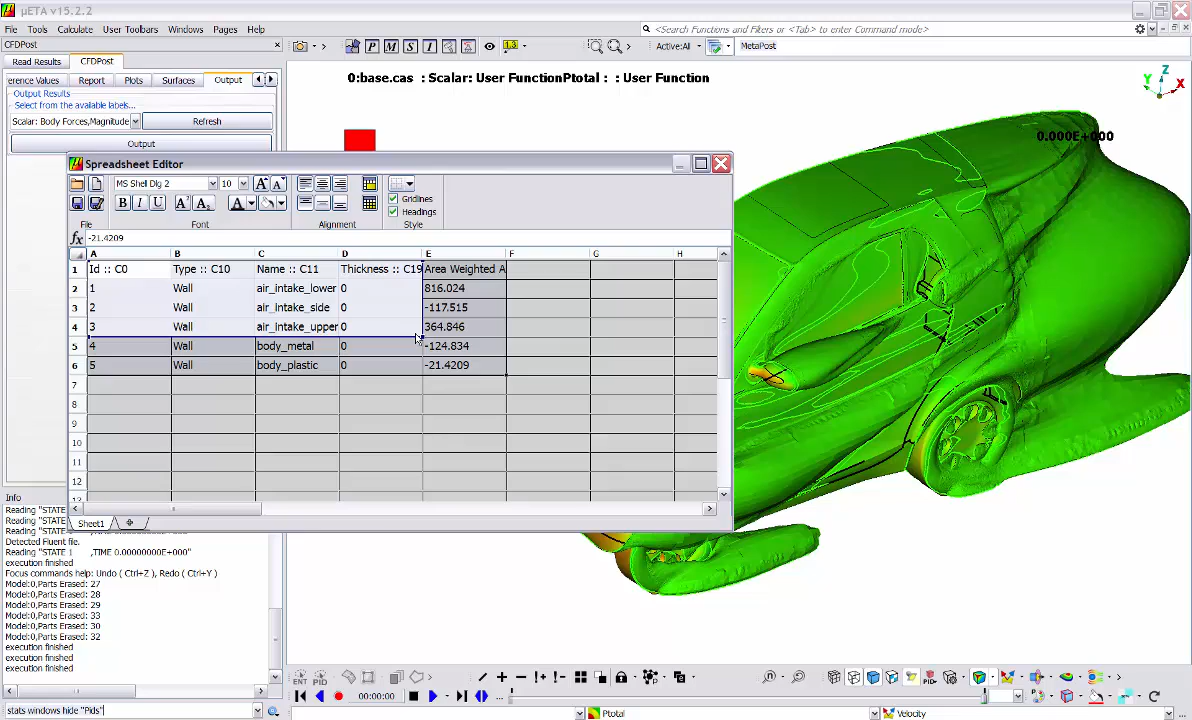 µETA v15.2.2
File Tools Calculate User Toolbars Windows Pages Help
<Search Functions and Filters or <Tab> to enter Command mode>
CFDPost
Active:All
MetaPost
Read Results CFDPost
erence Values Report Plots Surfaces Output
Output Results
Select from the available labels...
Scalar: Body Forces,Magnitude Refresh
Output
0:base.cas : Scalar: User FunctionPtotal : : User Function
Z
Y
X
0.000E+000
Spreadsheet Editor
MS Shell Dlg 2 10
Gridlines
Headings
File Font Alignment Style
fx -21.4209
A B C D E F G H
1 Id :: C0 Type :: C10 Name :: C11 Thickness :: C19 Area Weighted A
2 1 Wall air_intake_lower 0 816.024
3 2 Wall air_intake_side 0 -117.515
4 3 Wall air_intake_upper 0 364.846
5 4 Wall body_metal 0 -124.834
6 5 Wall body_plastic 0 -21.4209
7
8
9
10
11
12
13
Sheet1
Info
Reading "STATE
Reading "STATE
Detected Fluent file.
Reading "STATE 1 ,TIME 0.00000000E+000"
execution finished
Focus commands help: Undo ( Ctrl+Z ), Redo ( Ctrl+Y )
Model:0,Parts Erased: 27
Model:0,Parts Erased: 28
Model:0,Parts Erased: 29
Model:0,Parts Erased: 33
Model:0,Parts Erased: 30
Model:0,Parts Erased: 32
execution finished
execution finished
execution finished
stats windows hide "Pids"
ENT PID
00:00:00
Ptotal
Velocity